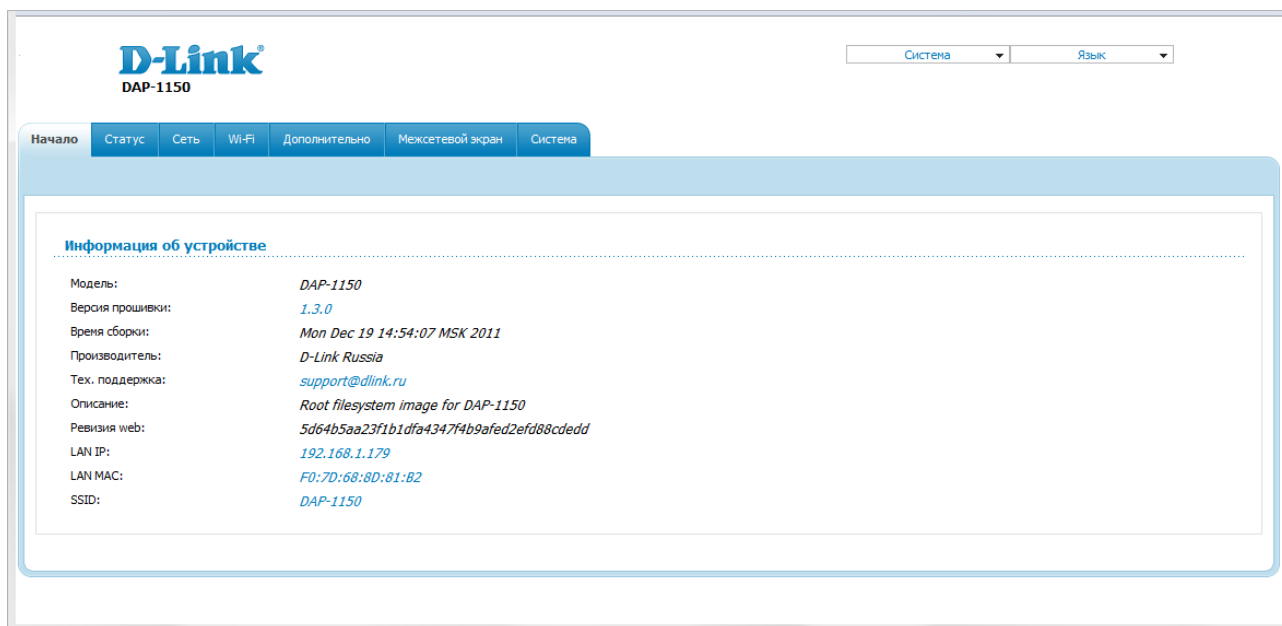 D-Link®
DAP-1150
Система Язык
Начало Статус Сеть Wi-Fi Дополнительно Межсетевой экран Система
Информация об устройстве
Модель: DAP-1150
Версия прошивки: 1.3.0
Время сборки: Mon Dec 19 14:54:07 MSK 2011
Производитель: D-Link Russia
Тех. поддержка: support@dlink.ru
Описание: Root filesystem image for DAP-1150
Ревизия web: 5d64b5aa23f1b1dfa4347f4b9afed2efd88cdedd
LAN IP: 192.168.1.179
LAN MAC: F0:7D:68:8D:81:B2
SSID: DAP-1150